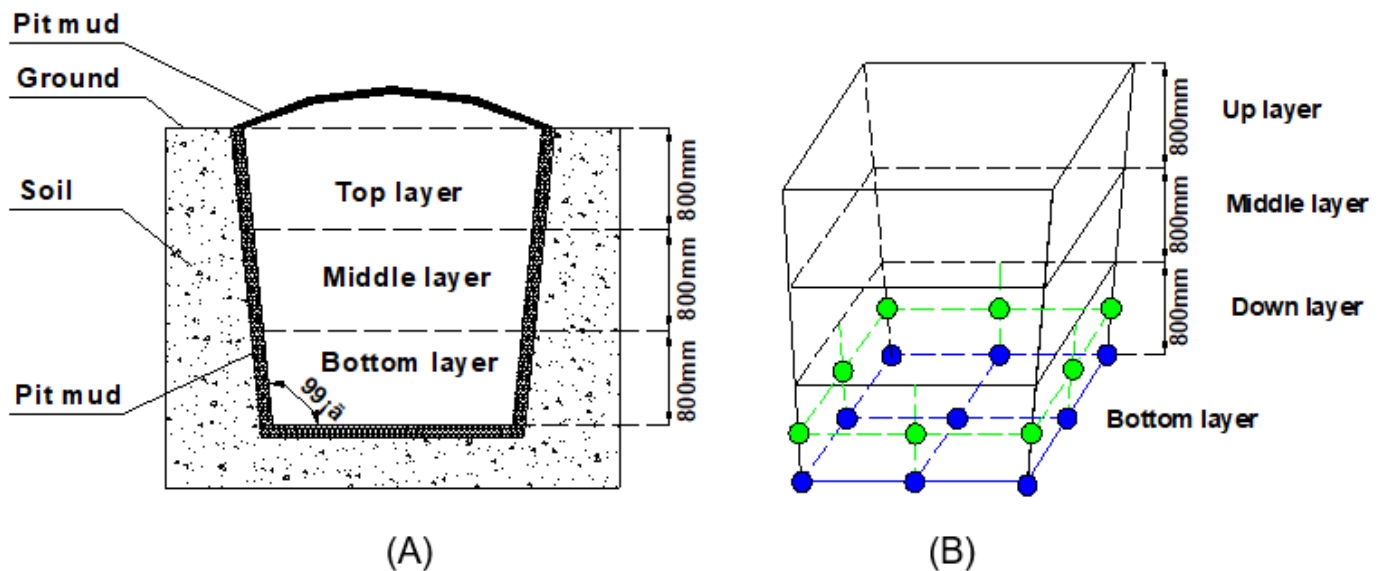 Pit mud
Ground
Soil
Pit mud
Top layer
Middle layer
Bottom layer
99¡ã
800mm
800mm
800mm
(A)
Up layer
Middle layer
Down layer
Bottom layer
800mm
800mm
800mm
(B)